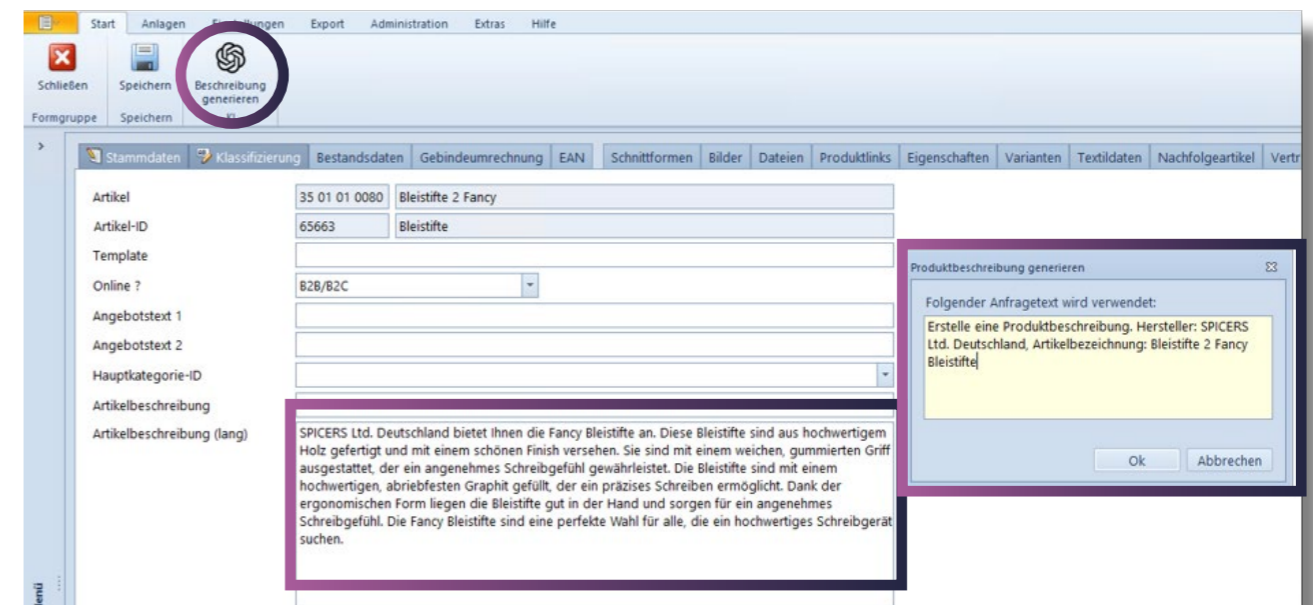 Start Anlagen Einstellungen Export Administration Extras Hilfe
Schließen Speichern Beschreibung
generieren
Formgruppe Speichern KI
Stammdaten Klassifizierung Bestandsdaten Gebindeumrechnung EAN Schnittformen Bilder Dateien Produktlinks Eigenschaften Varianten Textildaten Nachfolgeartikel Vertr
Artikel 35 01 01 0080 Bleistifte 2 Fancy
Artikel-ID 65663 Bleistifte
Template
Online ? B2B/B2C
Angebotstext 1
Angebotstext 2
Hauptkategorie-ID
Artikelbeschreibung
Artikelbeschreibung (lang)
SPICERS Ltd. Deutschland bietet Ihnen die Fancy Bleistifte an. Diese Bleistifte sind aus hochwertigem
Holz gefertigt und mit einem schönen Finish versehen. Sie sind mit einem weichen, gummierten Griff
ausgestattet, der ein angenehmes Schreibgefühl gewährleistet. Die Bleistifte sind mit einem
hochwertigen, abriebfesten Graphit gefüllt, der ein präzises Schreiben ermöglicht. Dank der
ergonomischen Form liegen die Bleistifte gut in der Hand und sorgen für ein angenehmes
Schreibgefühl. Die Fancy Bleistifte sind eine perfekte Wahl für alle, die ein hochwertiges Schreibgerät
suchen.
Produktbeschreibung generieren
Folgender Anfragetext wird verwendet:
Erstelle eine Produktbeschreibung. Hersteller: SPICERS
Ltd. Deutschland, Artikelbezeichnung: Bleistifte 2 Fancy
Bleistifte
Ok Abbrechen